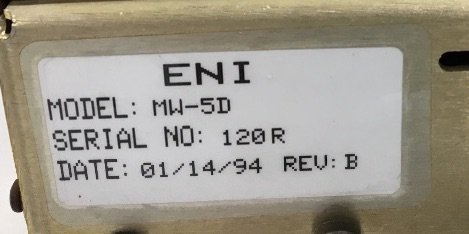 ENI
MODEL: MW-5D
SERIAL NO: 120R
DATE: 01/14/94 REV: B